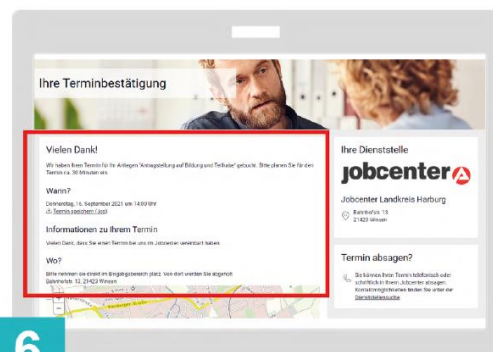 Ihre Terminbestätigung
Vielen Dank!
Wir haben Ihren Termin für Ihr Anliegen "Antragstellung auf Bildung und Teilhabe" gebucht. Bitte planen Sie für den
Termin ca. 30 Minuten ein.
Wann?
Donnerstag, 16. September 2021 um 14:00 Uhr
Termin speichern (.ics)
Informationen zu Ihrem Termin
Vielen Dank, dass Sie einen Termin bei uns im Jobcenter vereinbart haben.
Wo?
Bitte nehmen Sie direkt im Eingangsbereich platz. Von dort werden Sie abgeholt.
Bahnhofstr. 13, 21423 Winsen
Ihre Dienststelle
jobcenter
Jobcenter Landkreis Harburg
Bahnhofstr. 13
21423 Winsen
Termin absagen?
Sie können Ihren Termin telefonisch oder
schriftlich in Ihrem Jobcenter absagen.
Kontaktmöglichkeiten finden Sie unter der
Dienststellensuche
6